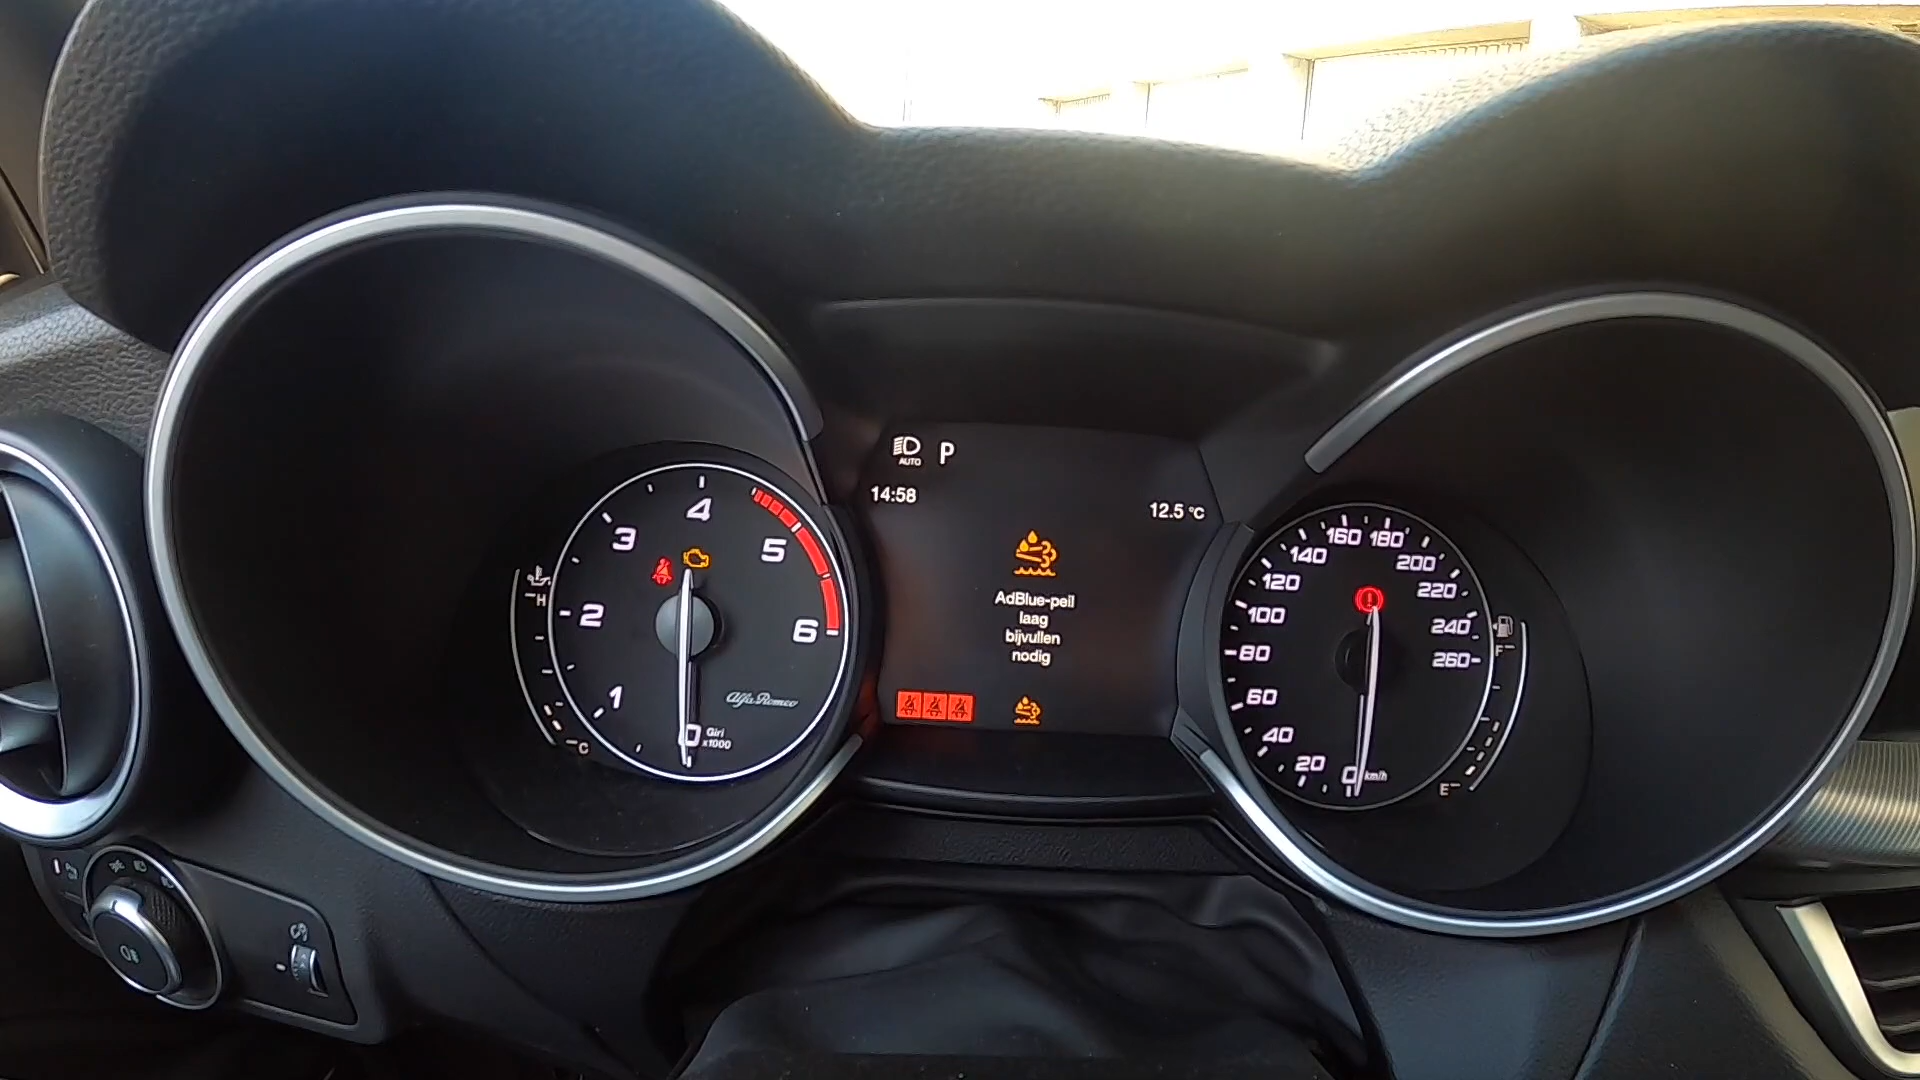 AUTO P
14:58
12.5 °C
AdBlue-peil
laag
bijvullen
nodig
0
1
2
3
4
5
6
Giri
x1000
Alfa Romeo
H
C
0
20
40
60
80
100
120
140
160
180
200
220
240
260
km/h
F
E